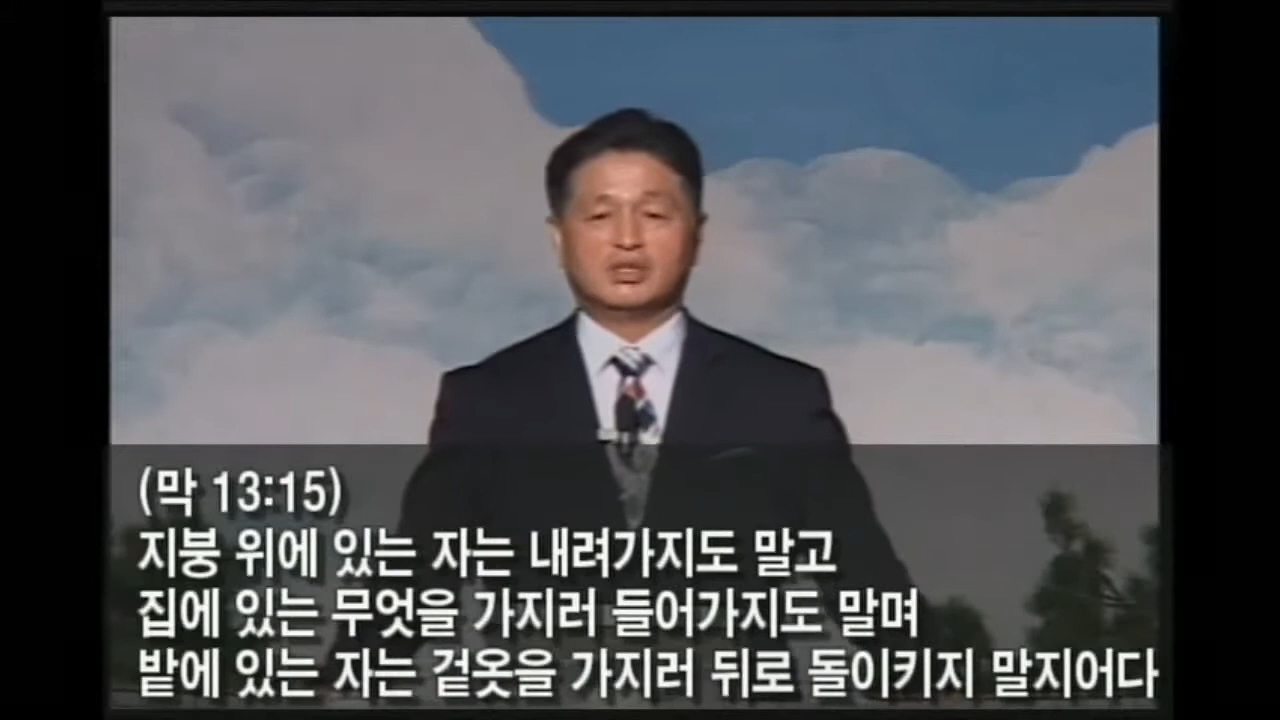 (막 13:15)
지붕 위에 있는 자는 내려가지도 말고
집에 있는 무엇을 가지러 들어가지도 말며
밭에 있는 자는 겉옷을 가지러 뒤로 돌이키지 말지어다